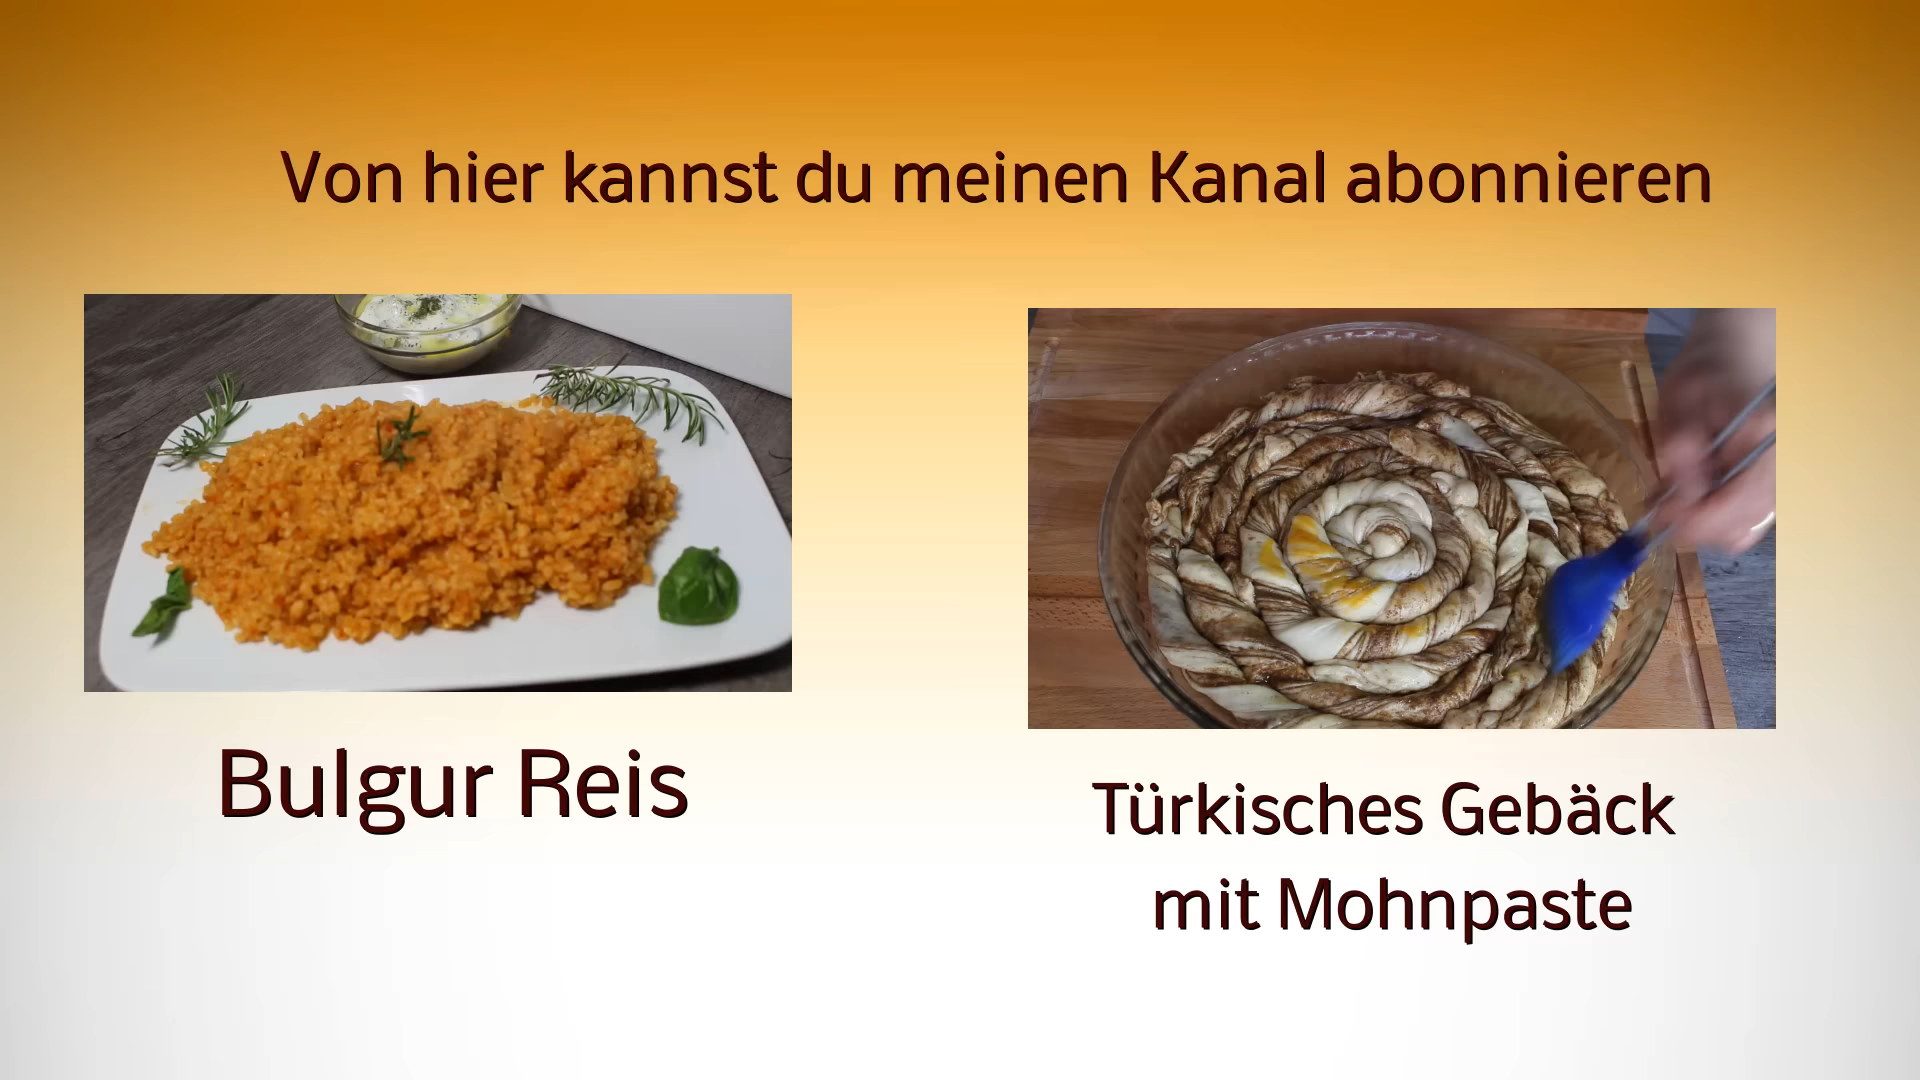 Von hier kannst du meinen Kanal abonnieren
Bulgur Reis
Türkisches Gebäck
mit Mohnpaste